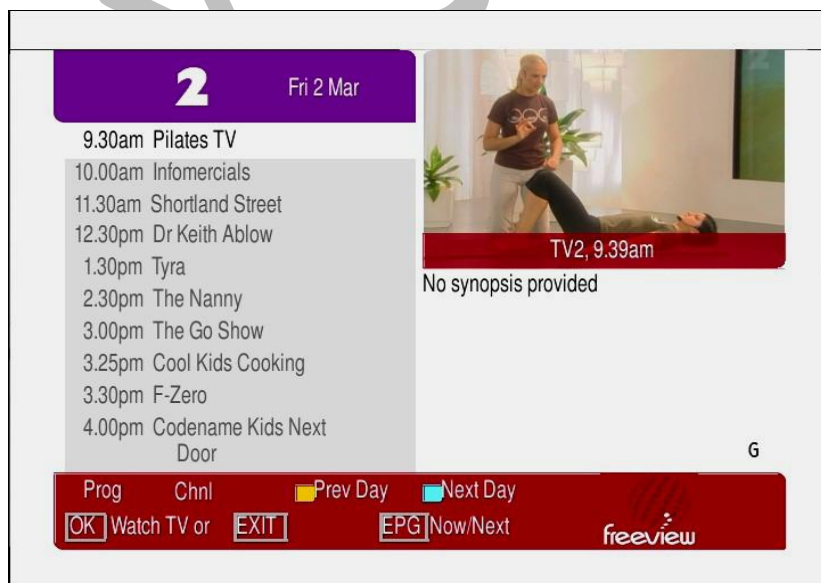 2 Fri 2 Mar
9.30am Pilates TV
10.00am Infomercials
11.30am Shortland Street
12.30pm Dr Keith Ablow
1.30pm Tyra
2.30pm The Nanny
3.00pm The Go Show
3.25pm Cool Kids Cooking
3.30pm F-Zero
4.00pm Codename Kids Next
Door
2
TV2, 9.39am
No synopsis provided
G
Prog Chnl Prev Day Next Day
OK Watch TV or EXIT EPG Now/Next
freeview